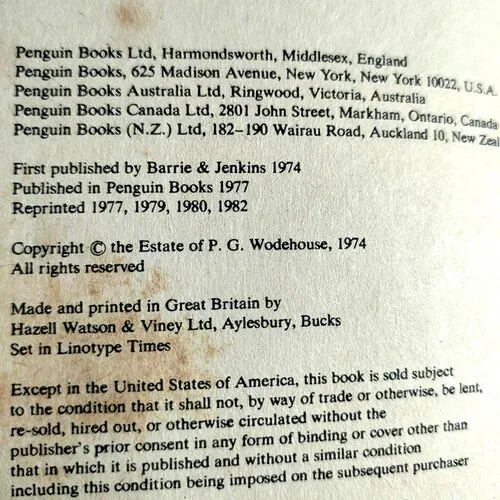 Penguin Books Ltd, Harmondsworth, Middlesex, England
Penguin Books, 625 Madison Avenue, New York, New York 10022, U.S.A.
Penguin Books Australia Ltd, Ringwood, Victoria, Australia
Penguin Books Canada Ltd, 2801 John Street, Markham, Ontario, Canada
Penguin Books (N.Z.) Ltd, 182–190 Wairau Road, Auckland 10, New Zeal
First published by Barrie & Jenkins 1974
Published in Penguin Books 1977
Reprinted 1977, 1979, 1980, 1982
Copyright © the Estate of P. G. Wodehouse, 1974
All rights reserved
Made and printed in Great Britain by
Hazell Watson & Viney Ltd, Aylesbury, Bucks
Set in Linotype Times
Except in the United States of America, this book is sold subject
to the condition that it shall not, by way of trade or otherwise, be lent,
re-sold, hired out, or otherwise circulated without the
publisher's prior consent in any form of binding or cover other than
that in which it is published and without a similar condition
including this condition being imposed on the subsequent purchaser